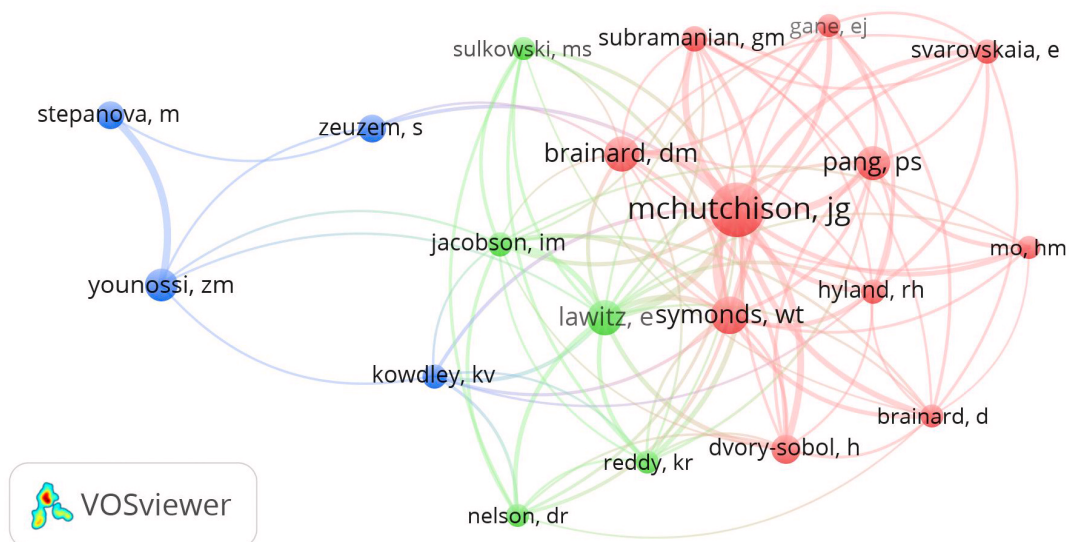 gane, ej
subramanian, gm
sulkowski, ms
svarovskaia, e
stepanova, m
zeuzem, s
brainard, dm
pang, ps
mchutchison, jg
jacobson, im
mo, hm
younossi, zm
hyland, rh
lawitz, e
symonds, wt
kowdley, kv
brainard, d
dvory-sobol, h
reddy, kr
VOSviewer
nelson, dr